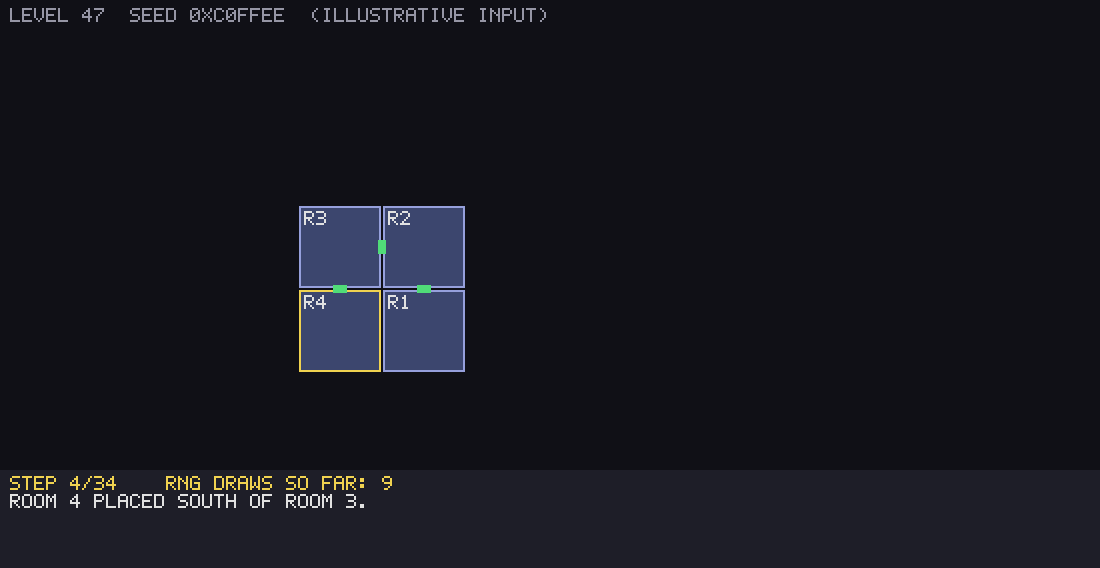 LEVEL 47 SEED 0XC0FFEE (ILLUSTRATIVE INPUT)
R3 R2
R4 R1
STEP 4/34 RNG DRAWS SO FAR: 9
ROOM 4 PLACED SOUTH OF ROOM 3.